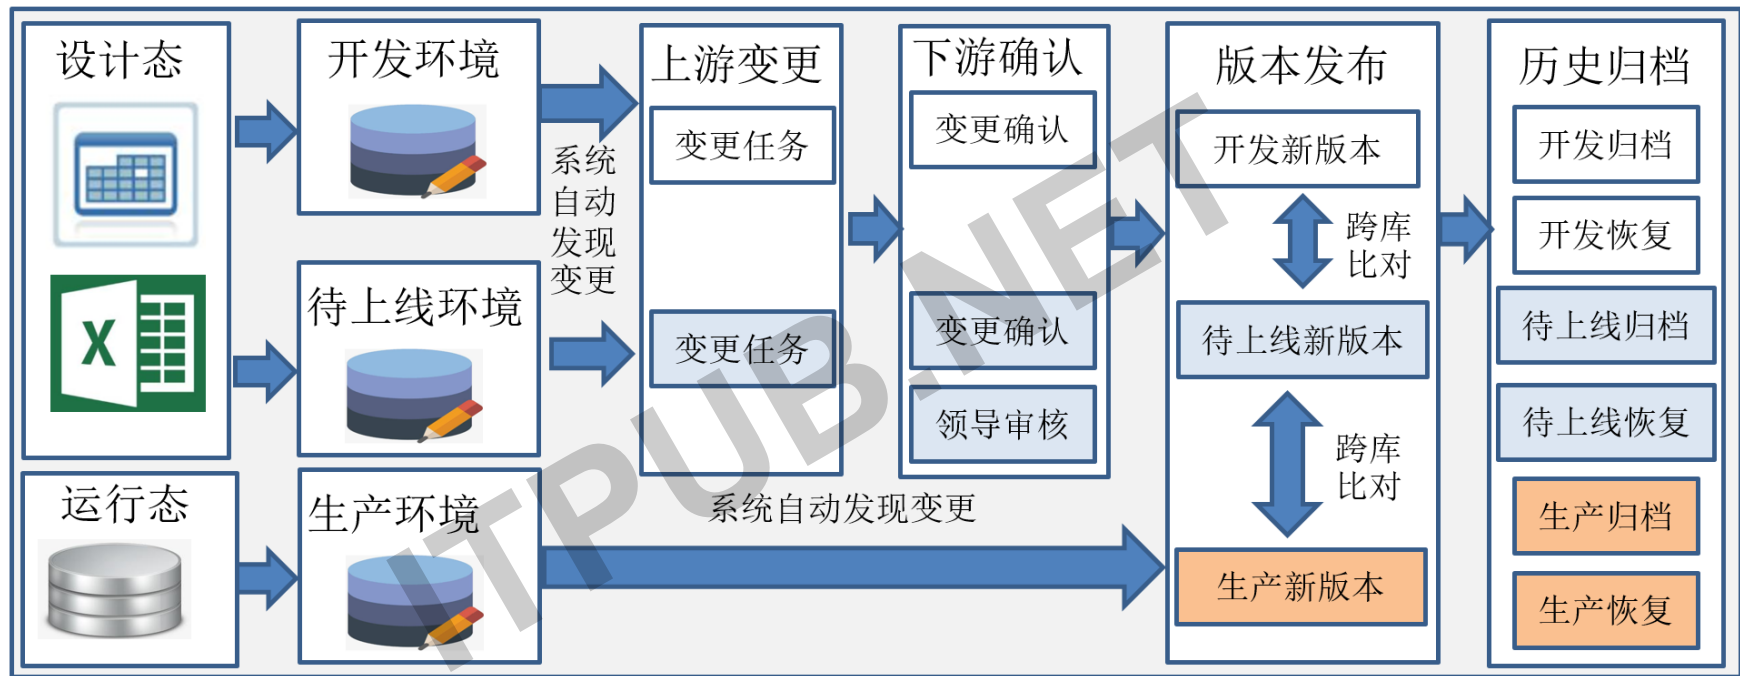 设计态
运行态
开发环境
待上线环境
生产环境
系统
自动
发现
变更
上游变更
变更任务
变更任务
下游确认
变更确认
变更确认
领导审核
系统自动发现变更
版本发布
开发新版本
跨库
比对
待上线新版本
跨库
比对
生产新版本
历史归档
开发归档
开发恢复
待上线归档
待上线恢复
生产归档
生产恢复
X
ITPUB.NET